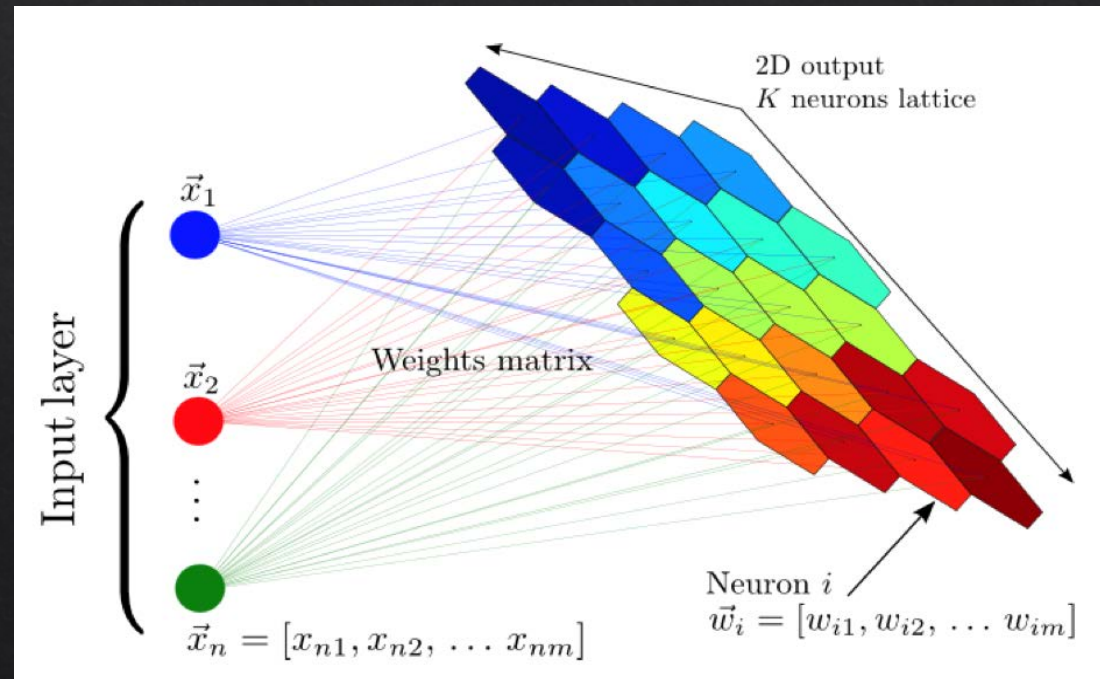 2D output
K neurons lattice
Input layer
x⃗₁
Weights matrix
x⃗₂
⋮
Neuron i
w⃗ᵢ = [wᵢ₁, wᵢ₂, … wᵢₘ]
x⃗ₙ = [xₙ₁, xₙ₂, … xₙₘ]